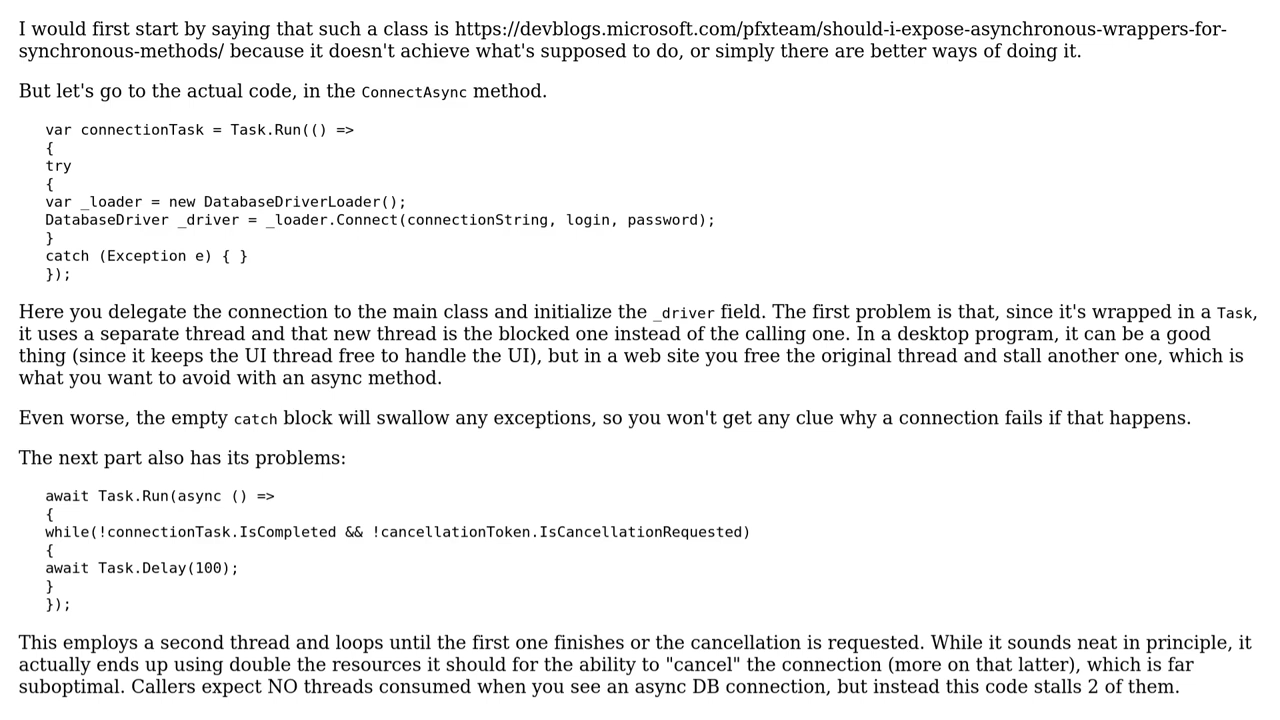 I would first start by saying that such a class is https://devblogs.microsoft.com/pfxteam/should-i-expose-asynchronous-wrappers-for-
synchronous-methods/ because it doesn't achieve what's supposed to do, or simply there are better ways of doing it.
But let's go to the actual code, in the ConnectAsync method.
var connectionTask = Task.Run(() =>
{
try
{
var _loader = new DatabaseDriverLoader();
DatabaseDriver _driver = _loader.Connect(connectionString, login, password);
}
catch (Exception e) { }
});
Here you delegate the connection to the main class and initialize the _driver field. The first problem is that, since it's wrapped in a Task,
it uses a separate thread and that new thread is the blocked one instead of the calling one. In a desktop program, it can be a good
thing (since it keeps the UI thread free to handle the UI), but in a web site you free the original thread and stall another one, which is
what you want to avoid with an async method.
Even worse, the empty catch block will swallow any exceptions, so you won't get any clue why a connection fails if that happens.
The next part also has its problems:
await Task.Run(async () =>
{
while(!connectionTask.IsCompleted && !cancellationToken.IsCancellationRequested)
{
await Task.Delay(100);
}
});
This employs a second thread and loops until the first one finishes or the cancellation is requested. While it sounds neat in principle, it
actually ends up using double the resources it should for the ability to "cancel" the connection (more on that latter), which is far
suboptimal. Callers expect NO threads consumed when you see an async DB connection, but instead this code stalls 2 of them.